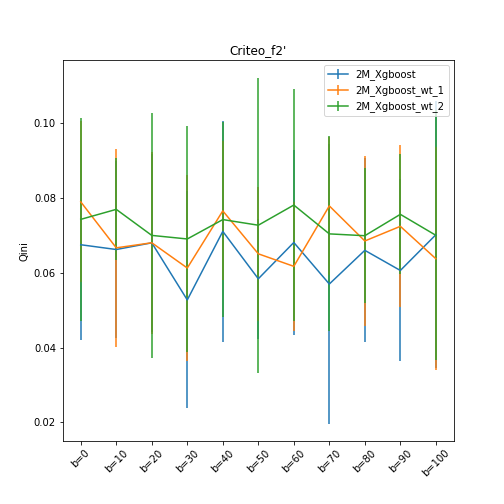 Criteo_f2'
2M_Xgboost
2M_Xgboost_wt_1
2M_Xgboost_wt_2
Qini
0.10
0.08
0.06
0.04
0.02
b=0
b=10
b=20
b=30
b=40
b=50
b=60
b=70
b=80
b=90
b=100